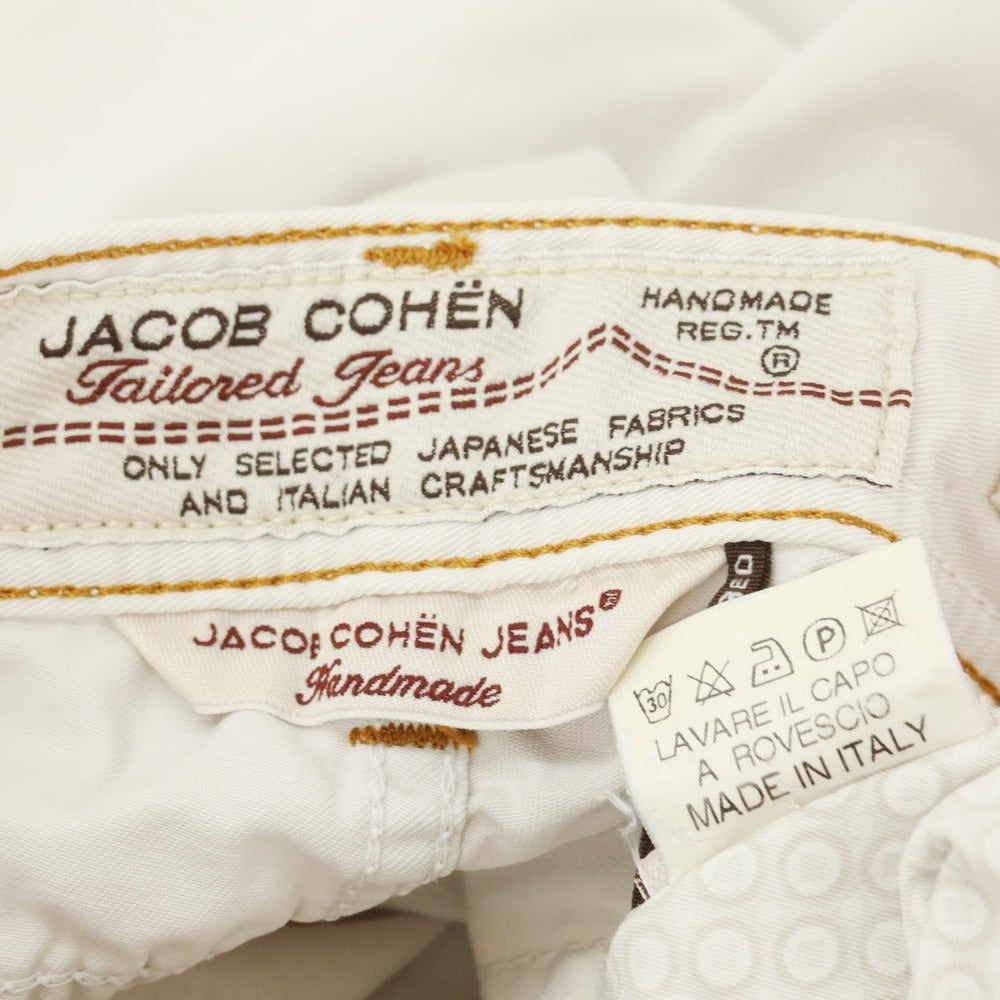 JACOB COHËN
Tailored Jeans
HANDMADE
REG.TM
®
ONLY SELECTED JAPANESE FABRICS
AND ITALIAN CRAFTSMANSHIP
JACOB COHËN JEANS
Handmade
30
P
LAVARE IL CAPO
A ROVESCIO
MADE IN ITALY